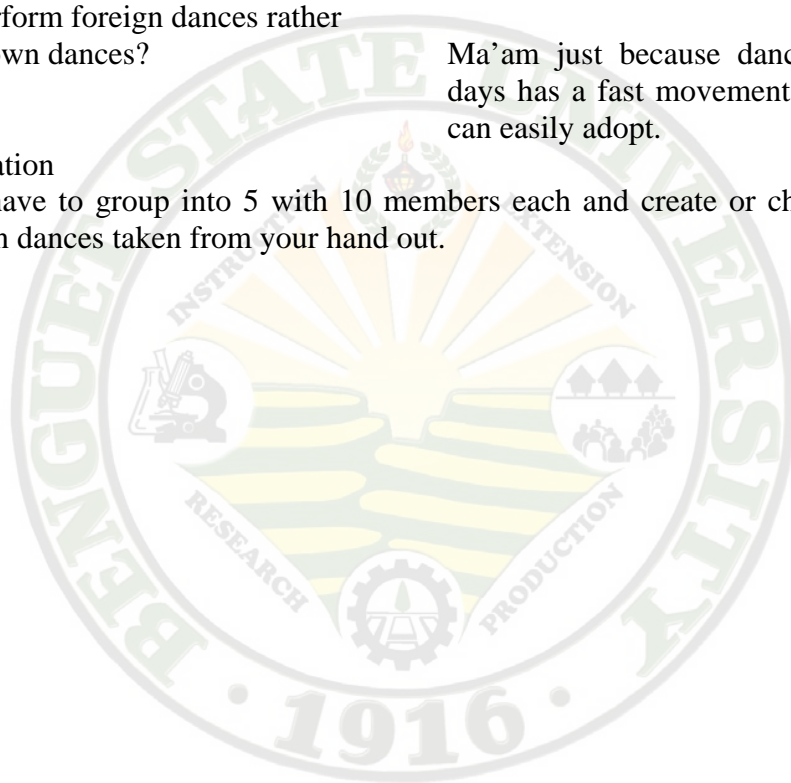 form foreign dances rather
own dances?
Ma’am just because danc
days has a fast movement
can easily adopt.
ation
have to group into 5 with 10 members each and create or ch
n dances taken from your hand out.
BENGUET STATE UNIVERSITY
INSTRUCTION
EXTENSION
RESEARCH
PRODUCTION
· 1916 ·